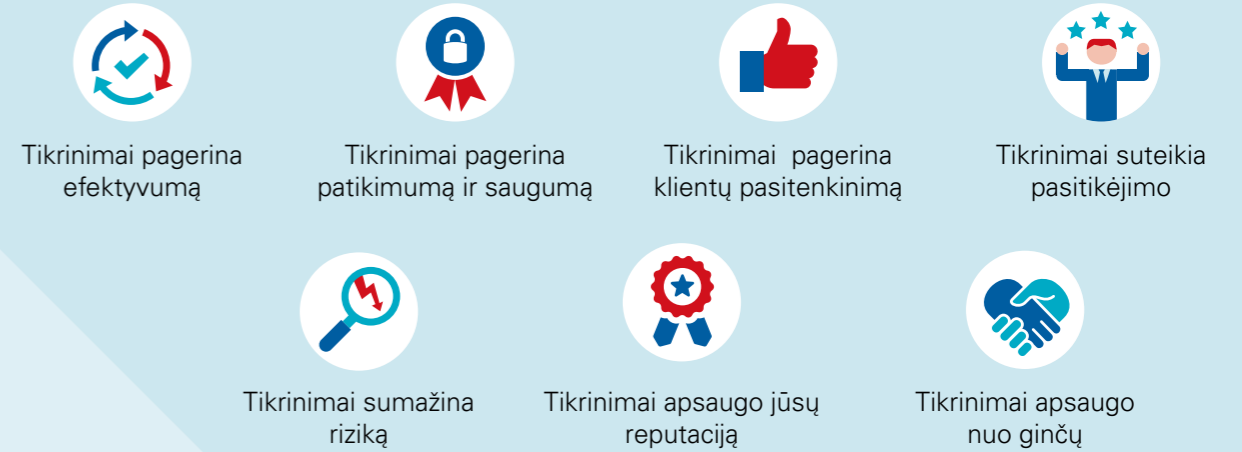 Tikrinimai pagerina
efektyvumą
Tikrinimai pagerina
patikimumą ir saugumą
Tikrinimai pagerina
klientų pasitenkinimą
Tikrinimai suteikia
pasitikėjimo
Tikrinimai sumažina
riziką
Tikrinimai apsaugo jūsų
reputaciją
Tikrinimai apsaugo
nuo ginčų